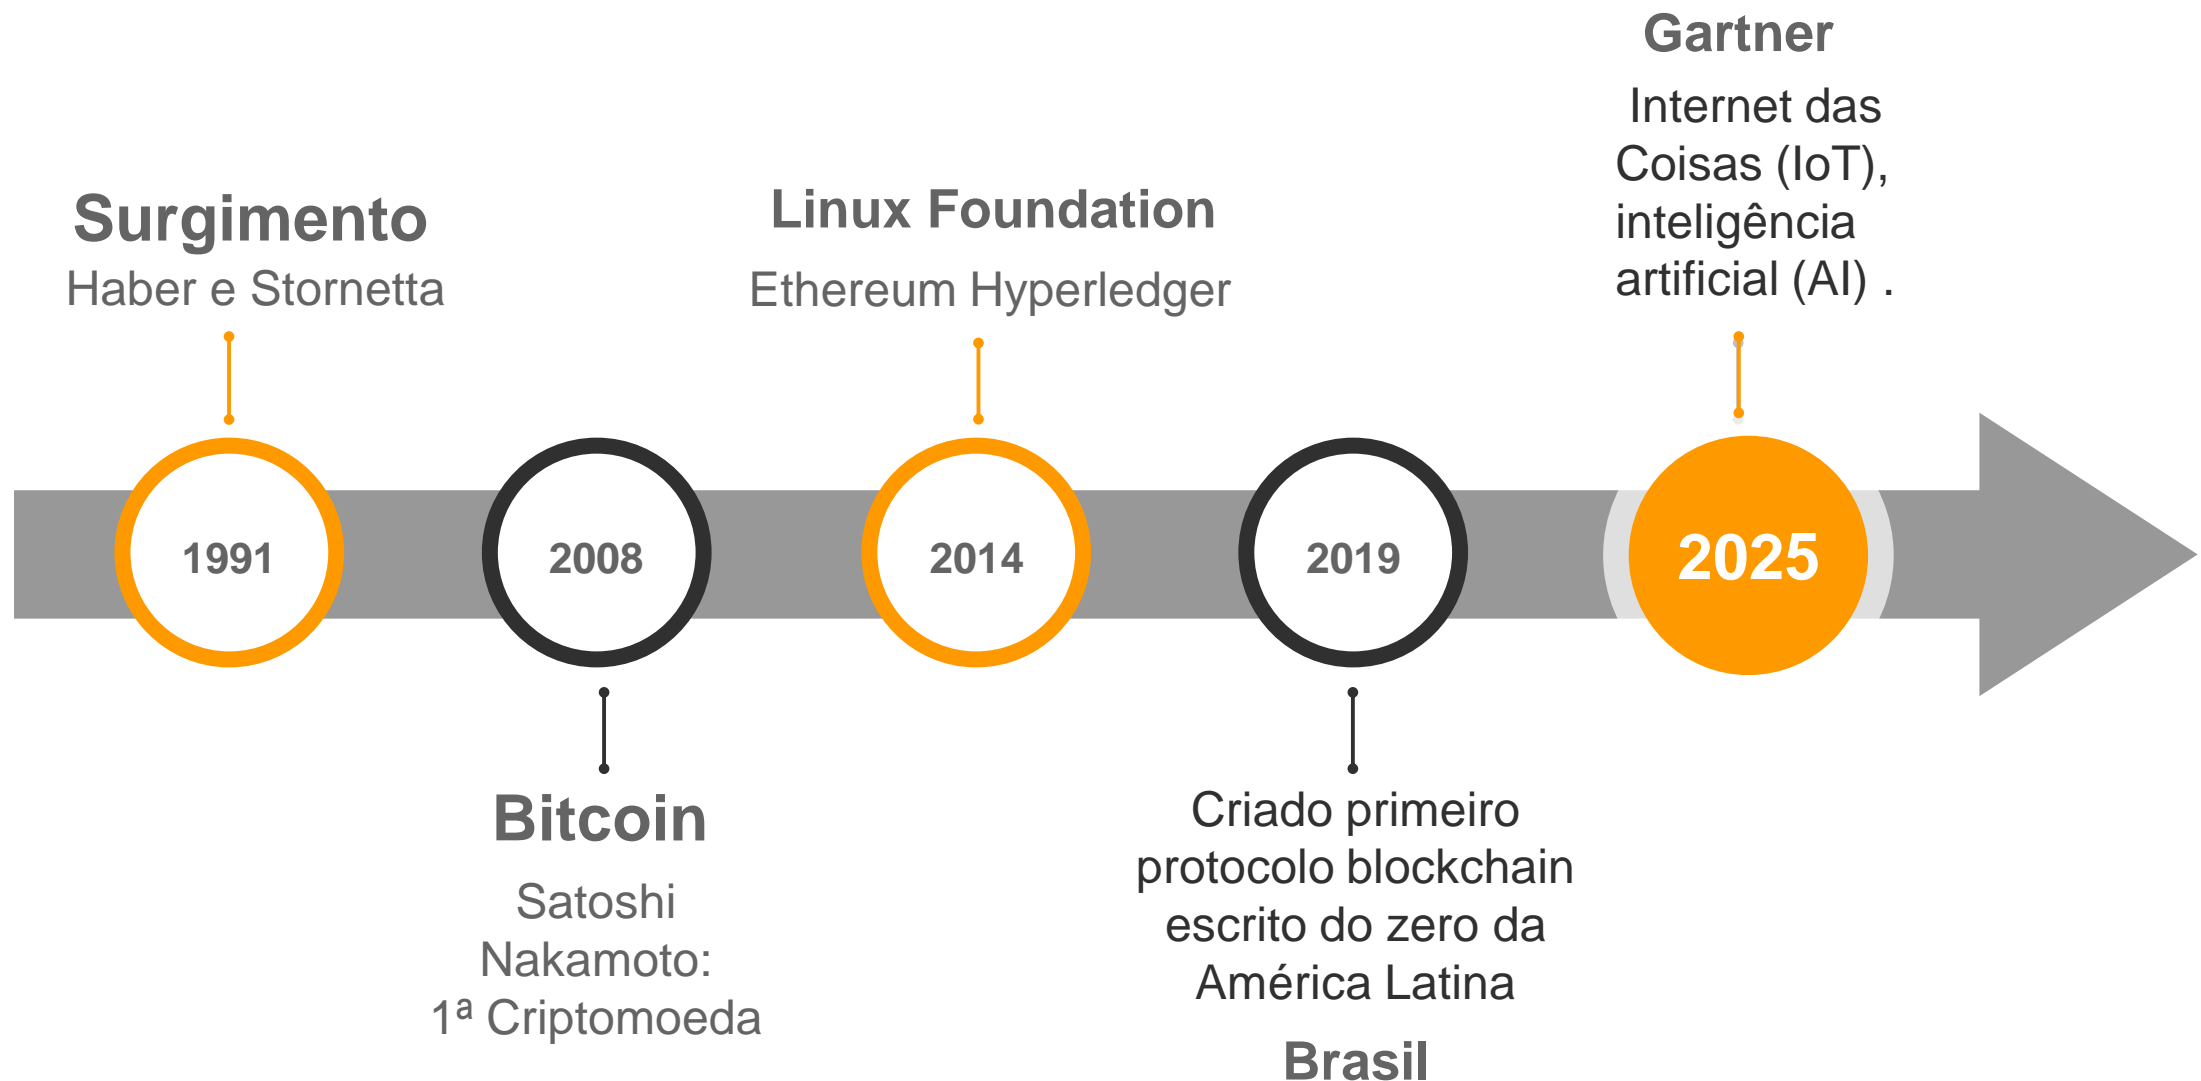 Surgimento
Haber e Stornetta
1991
2008
Bitcoin
Satoshi
Nakamoto:
1ª Criptomoeda
Linux Foundation
Ethereum Hyperledger
2014
2019
Criado primeiro
protocolo blockchain
escrito do zero da
América Latina
Brasil
Gartner
Internet das
Coisas (IoT),
inteligência
artificial (AI) .
2025